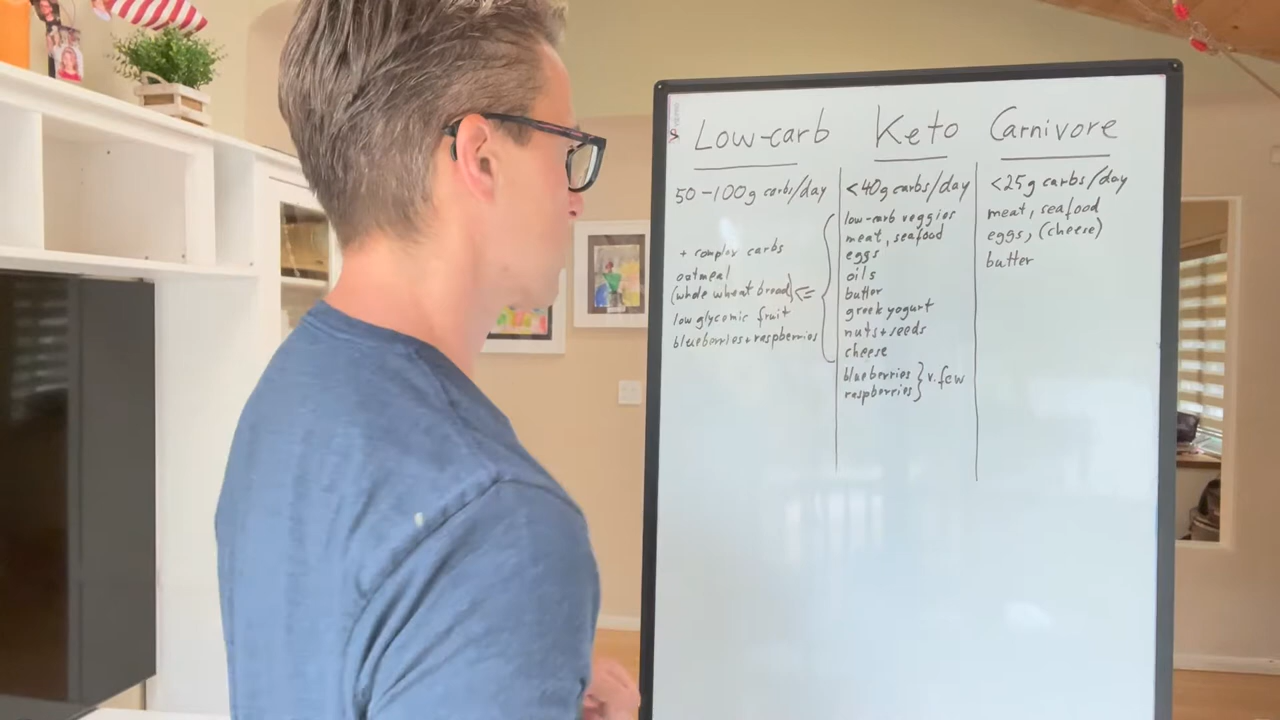 Low-carb
50-100g carbs/day
+ complex carbs
oatmeal
(whole wheat bread) <=
low glycemic fruit
blueberries + raspberries
Keto
<40g carbs/day
low-carb veggies
meat, seafood
eggs
oils
butter
greek yogurt
nuts + seeds
cheese
blueberries } v. few
raspberries
Carnivore
<25g carbs/day
meat, seafood
eggs, (cheese)
butter